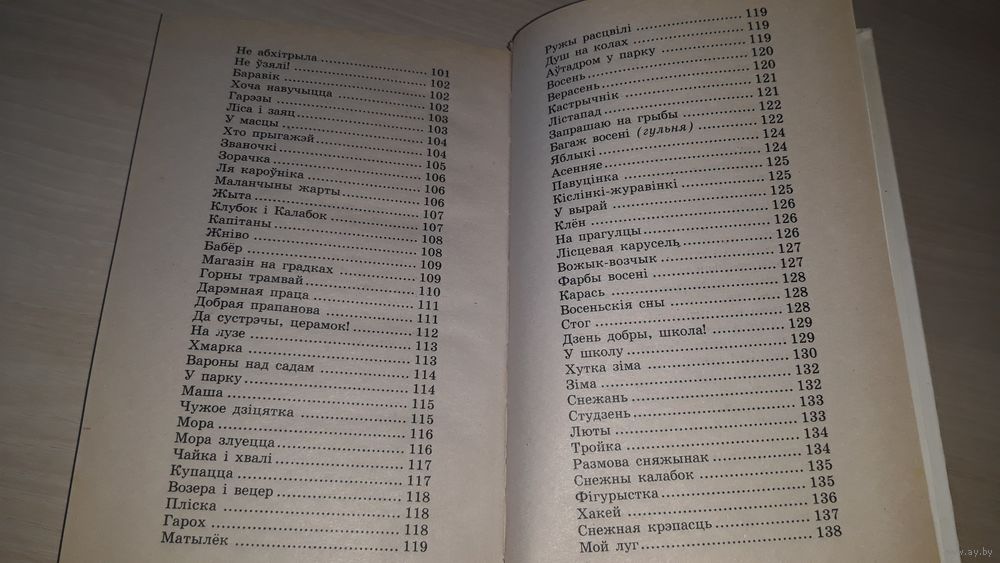 Не абхітрыла 101
Не ўзялі! 102
Баравік 102
Хоча навучыцца 102
Гарэзы 103
Ліса і заяц 103
У масцы 104
Хто прыгажэй 104
Званочкі 105
Зорачка 106
Ля кароўніка 106
Маланчыны жарты 106
Жыта 107
Клубок і Калабок 107
Капітаны 108
Жніво 108
Бабёр 109
Магазін на градках 109
Горны трамвай 110
Дарэмная праца 111
Добрая прапанова 111
Да сустрэчы, церамок! 112
На лузе 113
Хмарка 113
Вароны над садам 114
У парку 114
Маша 115
Чужое дзіцятка 115
Мора 116
Мора злуецца 116
Чайка і хвалі 117
Купацца 117
Возера і вецер 118
Пліска 118
Гарох 118
Матылёк 119
Ружы расцвілі 119
Душ на колах 119
Аўтадром у парку 119
Восень 120
Верасень 120
Кастрычнік 121
Лістапад 121
Запрашаю на грыбы 122
Багаж восені (гульня) 122
Яблыкі 124
Асенняе 124
Павуцінка 125
Кіслінкі-журавінкі 125
У вырай 125
Клён 126
На прагулцы 126
Лісцевая карусель 126
Вожык-возчык 127
Фарбы восені 127
Карась 128
Восеньскія сны 128
Стог 128
Дзень добры, школа! 129
У школу 129
Хутка зіма 130
Зіма 132
Снежань 132
Студзень 133
Люты 133
Тройка 134
Размова сняжынак 134
Снежны калабок 135
Фігурыстка 135
Хакей 136
Снежная крэпасць 137
Мой луг 138
www.ay.by